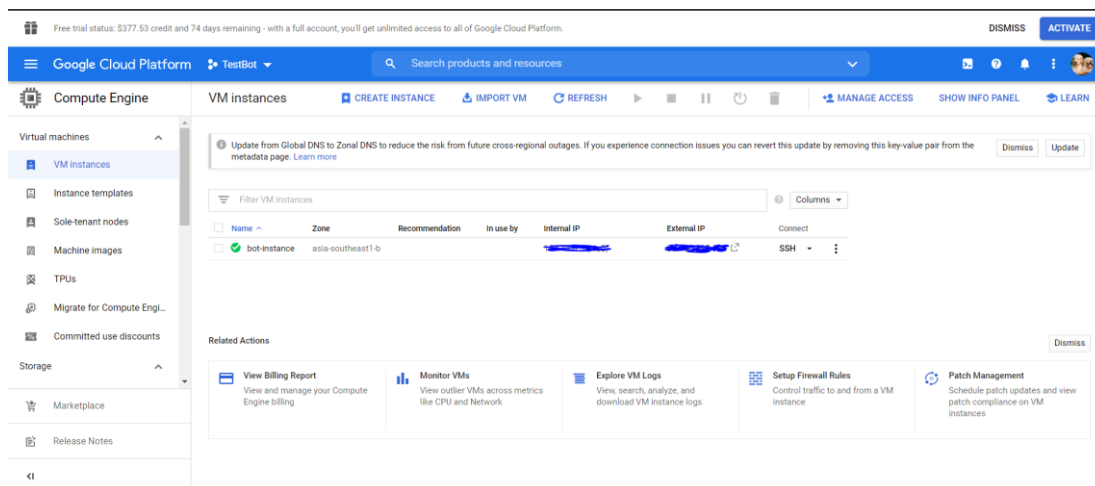 Free trial status: $377.53 credit and 74 days remaining - with a full account, you'll get unlimited access to all of Google Cloud Platform.
DISMISS
ACTIVATE
Google Cloud Platform
TestBot
Search products and resources
Compute Engine
VM instances
CREATE INSTANCE
IMPORT VM
REFRESH
MANAGE ACCESS
SHOW INFO PANEL
LEARN
Virtual machines
VM instances
Instance templates
Sole-tenant nodes
Machine images
TPUs
Migrate for Compute Engi...
Committed use discounts
Storage
Marketplace
Release Notes
Update from Global DNS to Zonal DNS to reduce the risk from future cross-regional outages. If you experience connection issues you can revert this update by removing this key-value pair from the
metadata page. Learn more
Dismiss
Update
Filter VM instances
Columns
Name
Zone
Recommendation
In use by
Internal IP
External IP
Connect
bot-instance
asia-southeast1-b
SSH
Related Actions
Dismiss
View Billing Report
View and manage your Compute
Engine billing
Monitor VMs
View outlier VMs across metrics
like CPU and Network
Explore VM Logs
View, search, analyze, and
download VM instance logs
Setup Firewall Rules
Control traffic to and from a VM
instance
Patch Management
Schedule patch updates and view
patch compliance on VM
instances